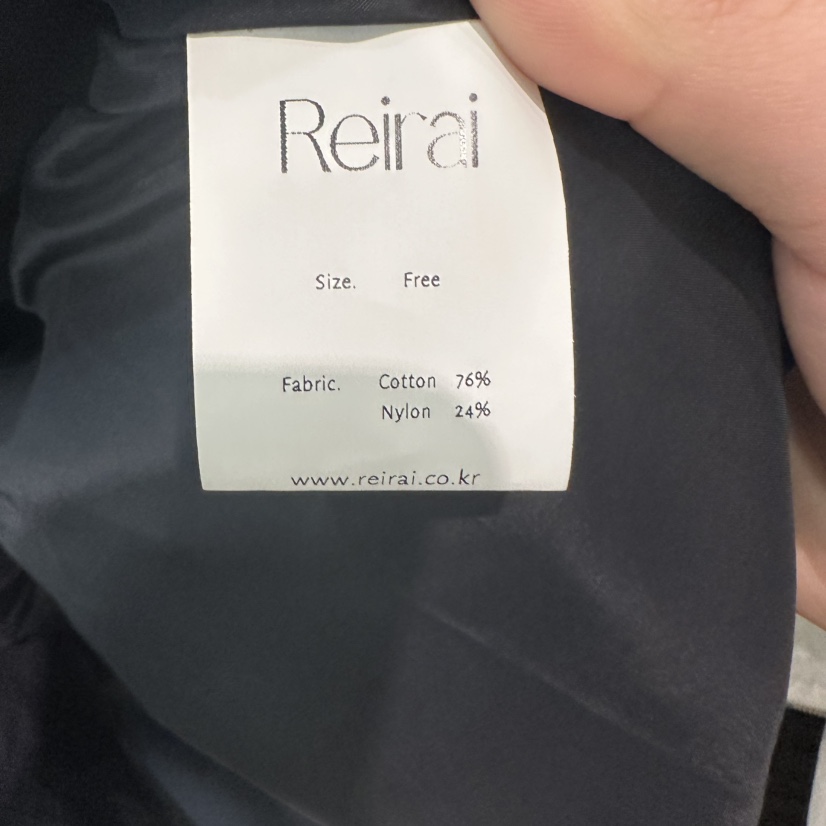 Reirai
Size. Free
Fabric. Cotton 76%
Nylon 24%
www.reirai.co.kr